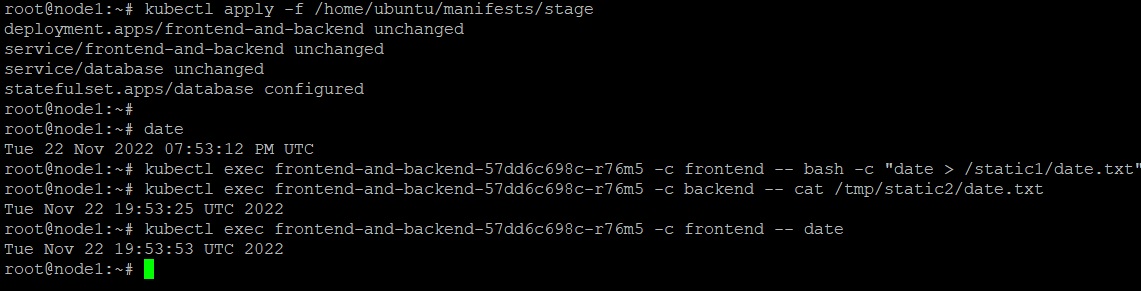 root@node1:~# kubectl apply -f /home/ubuntu/manifests/stage
deployment.apps/frontend-and-backend unchanged
service/frontend-and-backend unchanged
service/database unchanged
statefulset.apps/database configured
root@node1:~#
root@node1:~# date
Tue 22 Nov 2022 07:53:12 PM UTC
root@node1:~# kubectl exec frontend-and-backend-57dd6c698c-r76m5 -c frontend -- bash -c "date > /static1/date.txt"
root@node1:~# kubectl exec frontend-and-backend-57dd6c698c-r76m5 -c backend -- cat /tmp/static2/date.txt
Tue Nov 22 19:53:25 UTC 2022
root@node1:~# kubectl exec frontend-and-backend-57dd6c698c-r76m5 -c frontend -- date
Tue Nov 22 19:53:53 UTC 2022
root@node1:~#